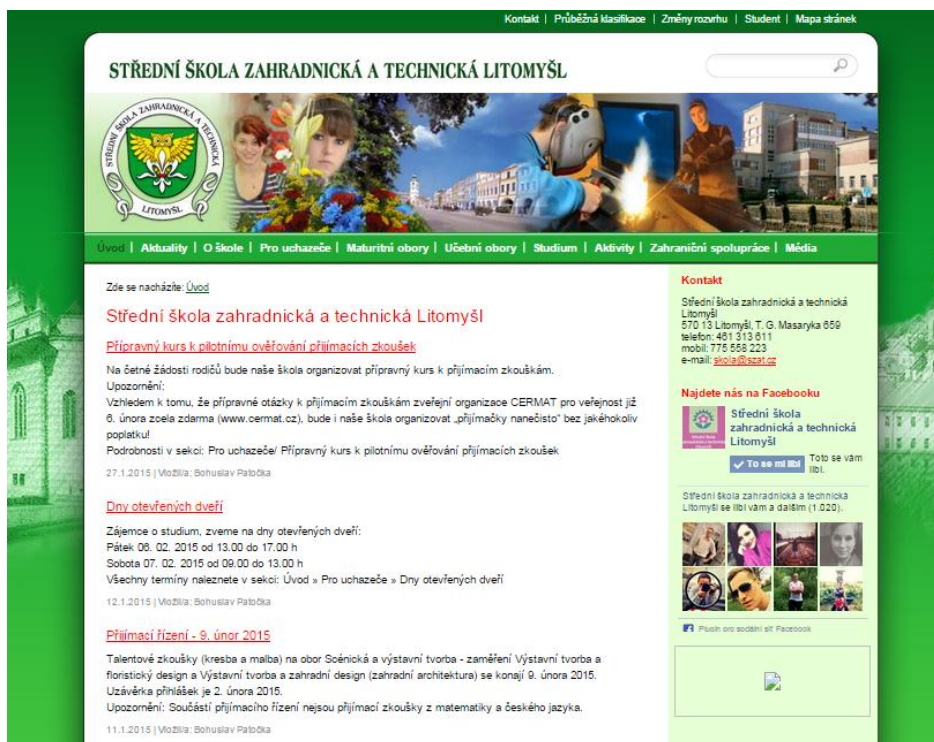 Kontakt | Průběžná klasifikace | Změny rozvrhu | Student | Mapa stránek
STŘEDNÍ ŠKOLA ZAHRADNICKÁ A TECHNICKÁ LITOMYŠL
STŘEDNÍ ŠKOLA ZAHRADNICKÁ A TECHNICKÁ
LITOMYŠL
Úvod | Aktuality | O škole | Pro uchazeče | Maturitní obory | Učební obory | Studium | Aktivity | Zahraniční spolupráce | Média
Zde se nacházíte: Úvod
Střední škola zahradnická a technická Litomyšl
Přípravný kurs k pilotnímu ověřování přijímacích zkoušek
Na četné žádosti rodičů bude naše škola organizovat přípravný kurs k přijímacím zkouškám.
Upozornění:
Vzhledem k tomu, že přípravné otázky k přijímacím zkouškám zveřejní organizace CERMAT pro veřejnost již
6. února zcela zdarma (www.cermat.cz), bude i naše škola organizovat „přijímačky nanečisto" bez jakéhokoliv
poplatku!
Podrobnosti v sekci: Pro uchazeče/ Přípravný kurs k pilotnímu ověřování přijímacích zkoušek
27.1.2015 | Vložil/a: Bohuslav Patočka
Dny otevřených dveří
Zájemce o studium, zveme na dny otevřených dveří:
Pátek 06. 02. 2015 od 13.00 do 17.00 h
Sobota 07. 02. 2015 od 09.00 do 13.00 h
Všechny termíny naleznete v sekci: Úvod » Pro uchazeče » Dny otevřených dveří
12.1.2015 | Vložil/a: Bohuslav Patočka
Přijímací řízení - 9. únor 2015
Talentové zkoušky (kresba a malba) na obor Scénická a výstavní tvorba - zaměření Výstavní tvorba a
floristický design a Výstavní tvorba a zahradní design (zahradní architektura) se konají 9. února 2015.
Uzávěrka přihlášek je 2. února 2015.
Upozornění: Součástí přijímacího řízení nejsou přijímací zkoušky z matematiky a českého jazyka.
11.1.2015 | Vložil/a: Bohuslav Patočka
Kontakt
Střední škola zahradnická a technická
Litomyšl
570 13 Litomyšl, T. G. Masaryka 659
telefon: 461 313 611
mobil: 775 558 223
e-mail: skola@szat.cz
Najdete nás na Facebooku
Střední škola
zahradnická a technická
Litomyšl
To se mi líbí
Toto se vám
líbí.
Střední škola zahradnická a technická
Litomyšl se líbí vám a dalším (1.020).
Plugin pro sociální síť Facebook